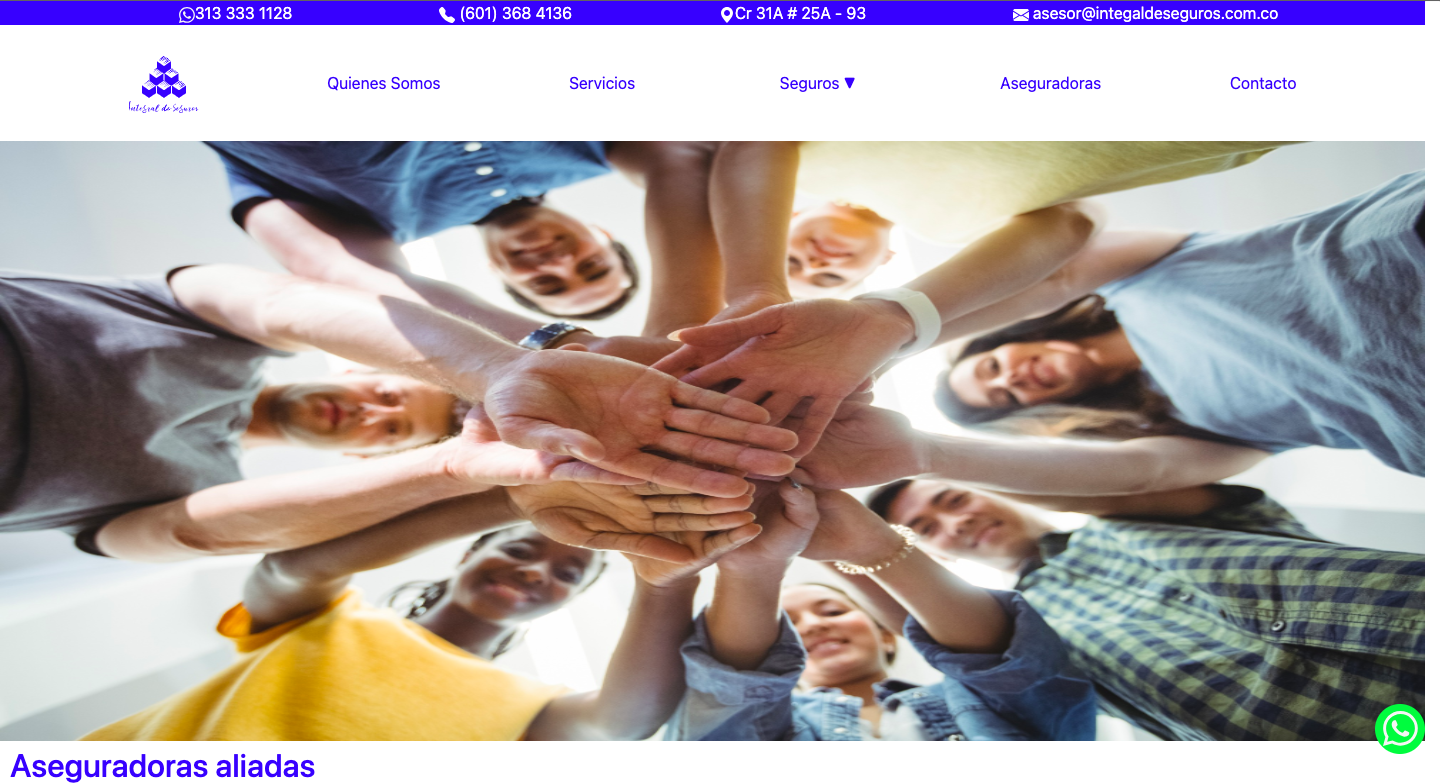 313 333 1128 (601) 368 4136 Cr 31A # 25A - 93 asesor@integaldeseguros.com.co
Integral de Seguros
Quienes Somos Servicios Seguros ▼ Aseguradoras Contacto
Aseguradoras aliadas